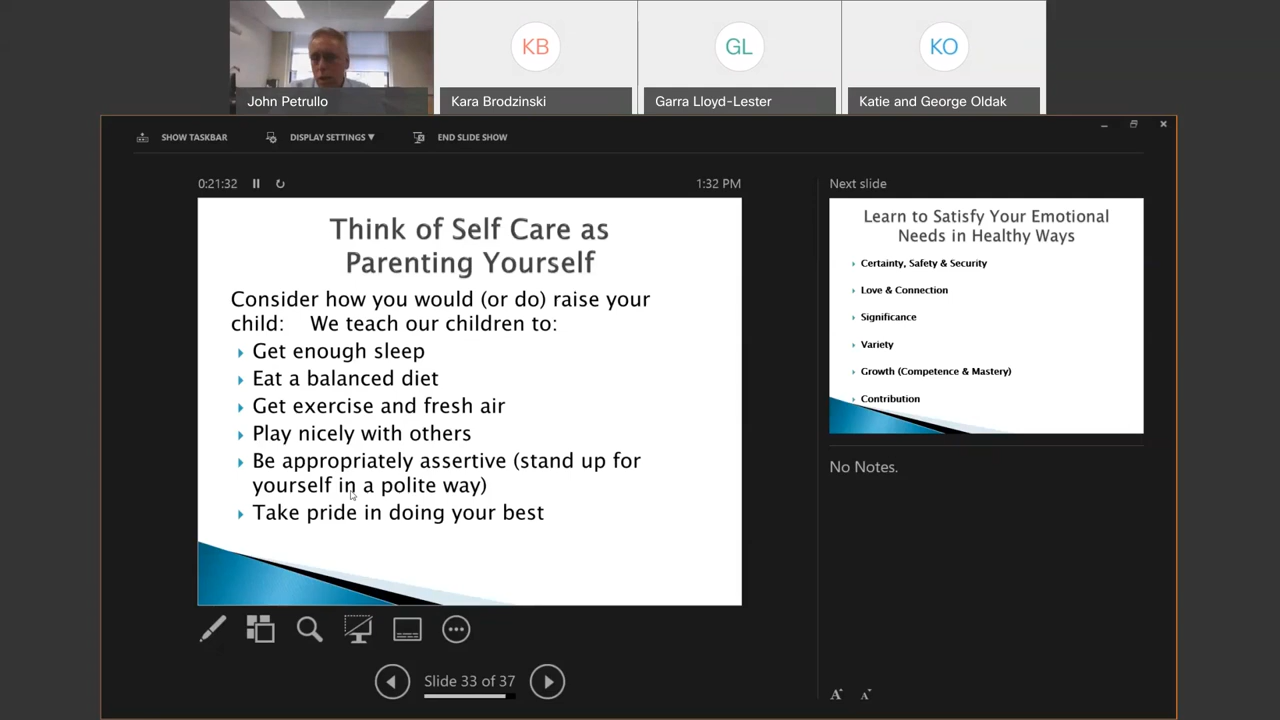 KB
GL
KO
John Petrullo
Kara Brodzinski
Garra Lloyd-Lester
Katie and George Oldak
SHOW TASKBAR
DISPLAY SETTINGS ▼
END SLIDE SHOW
0:21:32
1:32 PM
Think of Self Care as
Parenting Yourself
Consider how you would (or do) raise your
child: We teach our children to:
Get enough sleep
Eat a balanced diet
Get exercise and fresh air
Play nicely with others
Be appropriately assertive (stand up for
yourself in a polite way)
Take pride in doing your best
Slide 33 of 37
Next slide
Learn to Satisfy Your Emotional
Needs in Healthy Ways
Certainty, Safety & Security
Love & Connection
Significance
Variety
Growth (Competence & Mastery)
Contribution
No Notes.
A
A